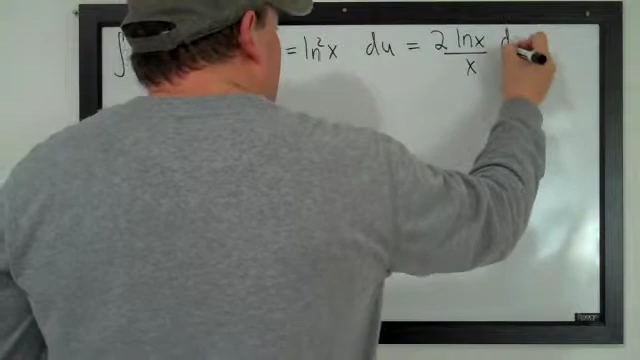 ∫ = ln²x du = 2 lnx/x d